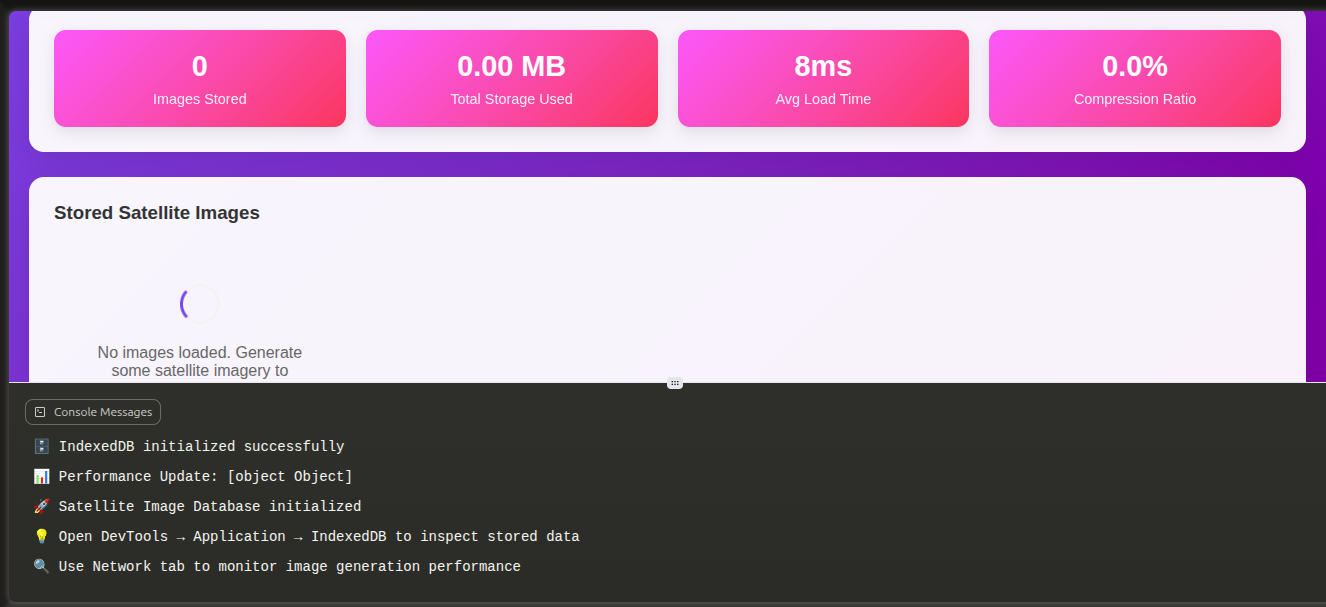 0
Images Stored
0.00 MB
Total Storage Used
8ms
Avg Load Time
0.0%
Compression Ratio
Stored Satellite Images
No images loaded. Generate
some satellite imagery to
Console Messages
🗄️ IndexedDB initialized successfully
📊 Performance Update: [object Object]
🚀 Satellite Image Database initialized
💡 Open DevTools → Application → IndexedDB to inspect stored data
🔍 Use Network tab to monitor image generation performance